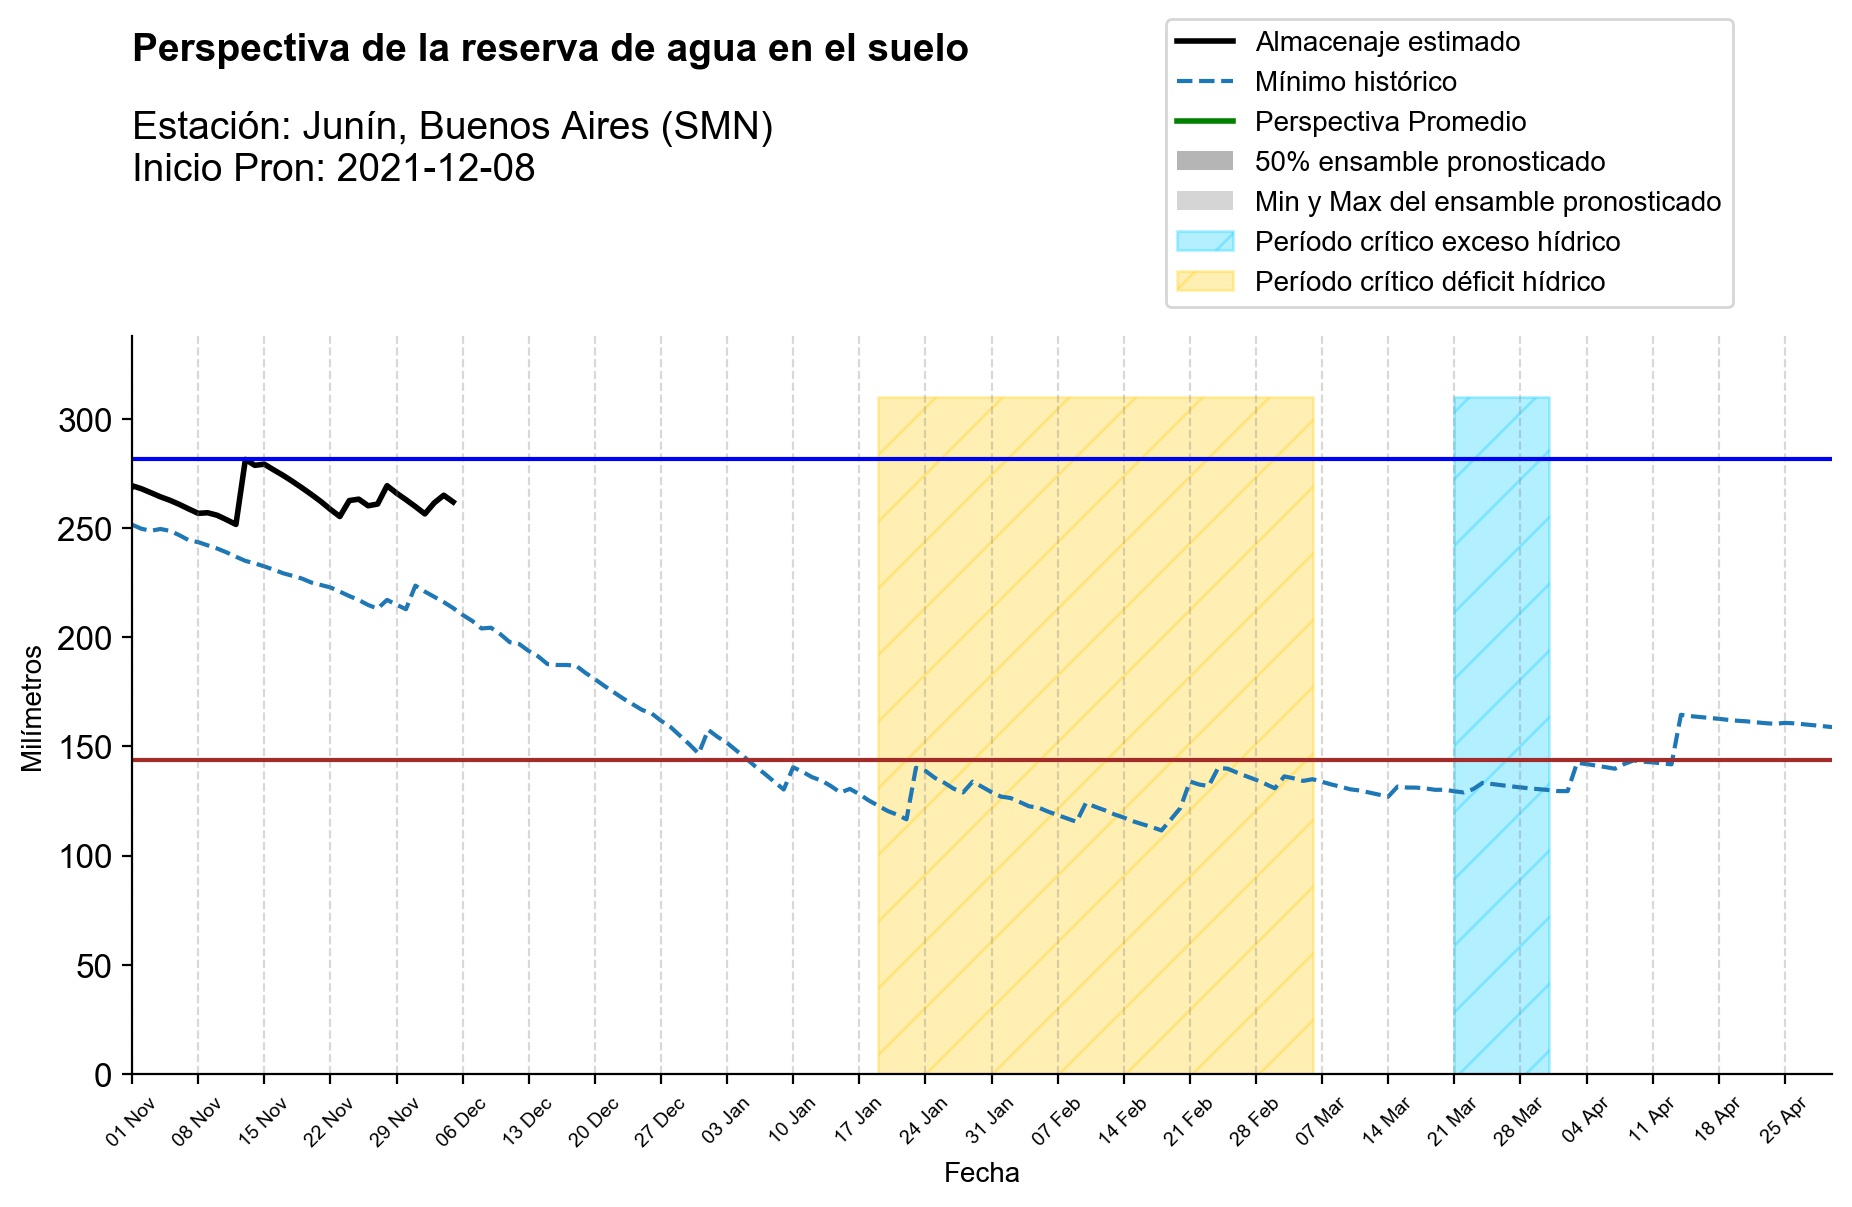 Perspectiva de la reserva de agua en el suelo
Estación: Junín, Buenos Aires (SMN)
Inicio Pron: 2021-12-08
Almacenaje estimado
Mínimo histórico
Perspectiva Promedio
50% ensamble pronosticado
Min y Max del ensamble pronosticado
Período crítico exceso hídrico
Período crítico déficit hídrico
Milímetros
300
250
200
150
100
50
0
01 Nov
08 Nov
15 Nov
22 Nov
29 Nov
06 Dec
13 Dec
20 Dec
27 Dec
03 Jan
10 Jan
17 Jan
24 Jan
31 Jan
07 Feb
14 Feb
21 Feb
28 Feb
07 Mar
14 Mar
21 Mar
28 Mar
04 Apr
11 Apr
18 Apr
25 Apr
Fecha